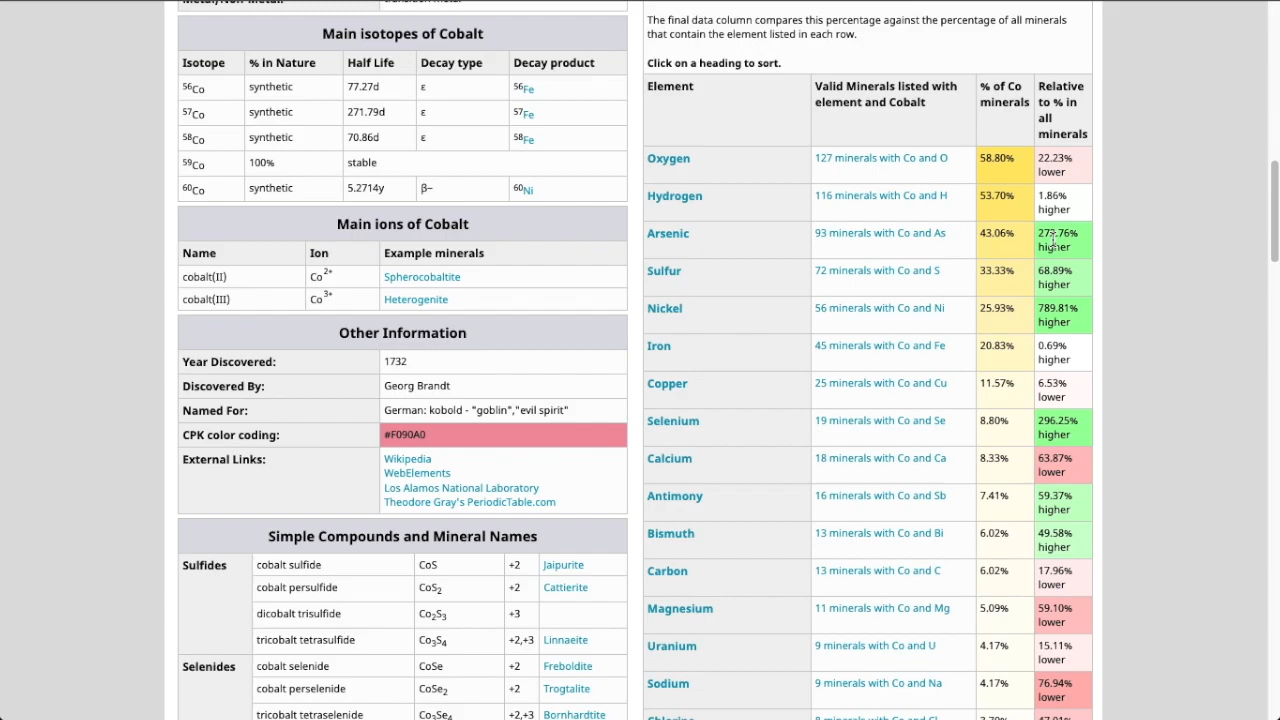 Main isotopes of Cobalt
Isotope % in Nature Half Life Decay type Decay product
⁵⁶Co synthetic 77.27d ε ⁵⁶Fe
⁵⁷Co synthetic 271.79d ε ⁵⁷Fe
⁵⁸Co synthetic 70.86d ε ⁵⁸Fe
⁵⁹Co 100% stable
⁶⁰Co synthetic 5.2714y β− ⁶⁰Ni
Main ions of Cobalt
Name Ion Example minerals
cobalt(II) Co²⁺ Spherocobaltite
cobalt(III) Co³⁺ Heterogenite
Other Information
Year Discovered: 1732
Discovered By: Georg Brandt
Named For: German: kobold - "goblin","evil spirit"
CPK color coding: #F090A0
External Links: Wikipedia
WebElements
Los Alamos National Laboratory
Theodore Gray's PeriodicTable.com
Simple Compounds and Mineral Names
Sulfides cobalt sulfide CoS +2 Jaipurite
cobalt persulfide CoS₂ +2 Cattierite
dicobalt trisulfide Co₂S₃ +3
tricobalt tetrasulfide Co₃S₄ +2,+3 Linnaeite
Selenides cobalt selenide CoSe +2 Freboldite
cobalt perselenide CoSe₂ +2 Trogtalite
tricobalt tetraselenide Co₃Se₄ +2,+3 Bornhardtite
The final data column compares this percentage against the percentage of all minerals
that contain the element listed in each row.
Click on a heading to sort.
Element Valid Minerals listed with % of Co Relative
element and Cobalt minerals to % in
all
minerals
Oxygen 127 minerals with Co and O 58.80% 22.23%
lower
Hydrogen 116 minerals with Co and H 53.70% 1.86%
higher
Arsenic 93 minerals with Co and As 43.06%
higher
Sulfur 72 minerals with Co and S 33.33% 68.89%
higher
Nickel 56 minerals with Co and Ni 25.93% 789.81%
higher
Iron 45 minerals with Co and Fe 20.83% 0.69%
higher
Copper 25 minerals with Co and Cu 11.57% 6.53%
lower
Selenium 19 minerals with Co and Se 8.80% 296.25%
higher
Calcium 18 minerals with Co and Ca 8.33% 63.87%
lower
Antimony 16 minerals with Co and Sb 7.41% 59.37%
higher
Bismuth 13 minerals with Co and Bi 6.02% 49.58%
higher
Carbon 13 minerals with Co and C 6.02% 17.96%
lower
Magnesium 11 minerals with Co and Mg 5.09% 59.10%
lower
Uranium 9 minerals with Co and U 4.17% 15.11%
lower
Sodium 9 minerals with Co and Na 4.17% 76.94%
lower